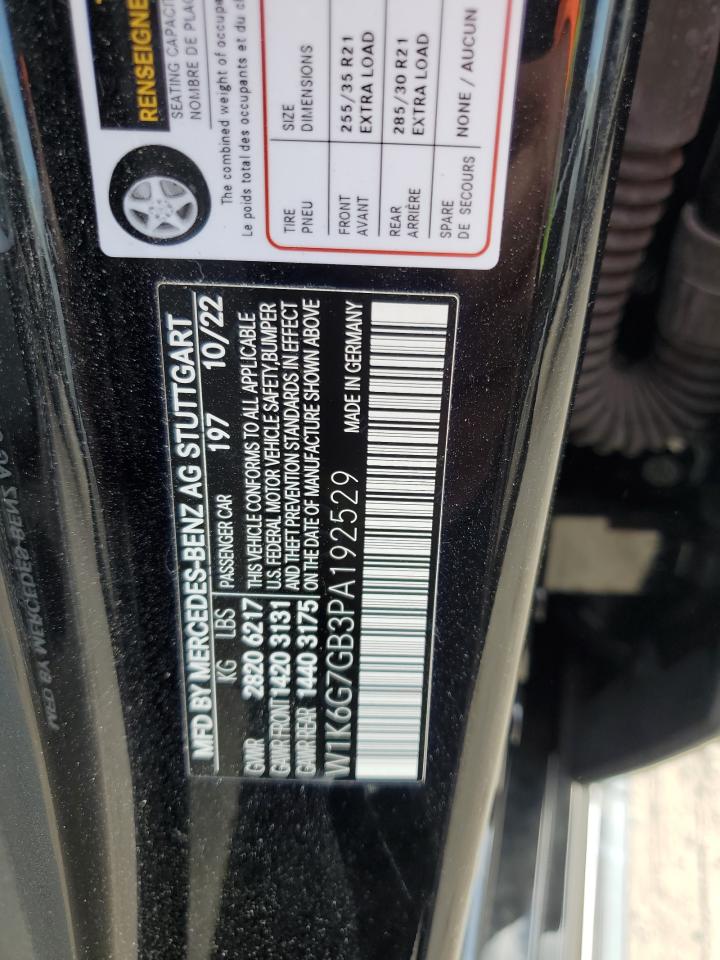 RENSEIGNE
SEATING CAPACIT
NOMBRE DE PLAC
The combined weight of occupa
Le poids total des occupants et du c
TIRE SIZE
PNEU DIMENSIONS
FRONT 255/35 R21
AVANT EXTRA LOAD
REAR 285/30 R21
ARRIÈRE EXTRA LOAD
SPARE NONE / AUCUN
DE SECOURS
MFD BY MERCEDES-BENZ AG STUTTGART
KG LBS PASSENGER CAR 197 10/22
GVWR 2820 6217 THIS VEHICLE CONFORMS TO ALL APPLICABLE
GAWR FRONT 1420 3131 U.S. FEDERAL MOTOR VEHICLE SAFETY,BUMPER
GAWR REAR 1440 3175 AND THEFT PREVENTION STANDARDS IN EFFECT
ON THE DATE OF MANUFACTURE SHOWN ABOVE
W1K6G7GB3PA192529 MADE IN GERMANY